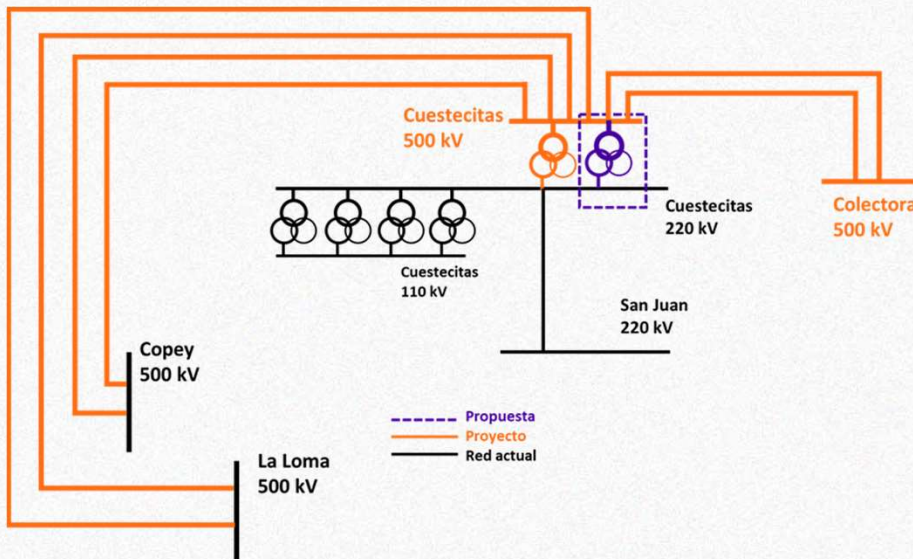 Cuestecitas
500 kV
Cuestecitas
220 kV
Colectora
500 kV
Cuestecitas
110 kV
San Juan
220 kV
Copey
500 kV
Propuesta
Proyecto
Red actual
La Loma
500 kV